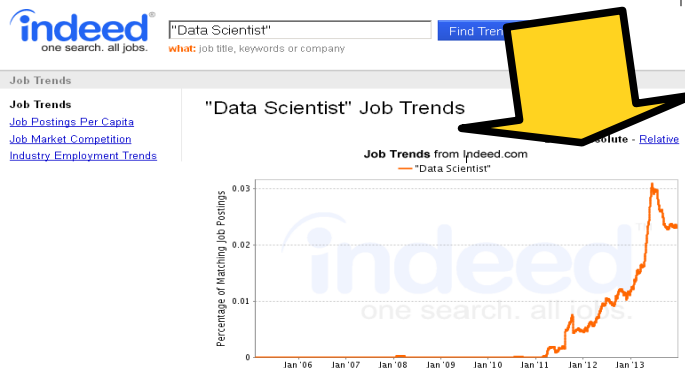 indeed
one search. all jobs.
"Data Scientist"
what: job title, keywords or company
Job Trends
Job Trends
Job Postings Per Capita
Job Market Competition
Industry Employment Trends
"Data Scientist" Job Trends
- Relative
Job Trends from Indeed.com
"Data Scientist"
Percentage of Matching Job Postings
0.03
0.02
0.01
0
indeed
TM
one search. all jobs.
Jan '06 Jan '07 Jan '08 Jan '09 Jan '10 Jan '11 Jan '12 Jan '13